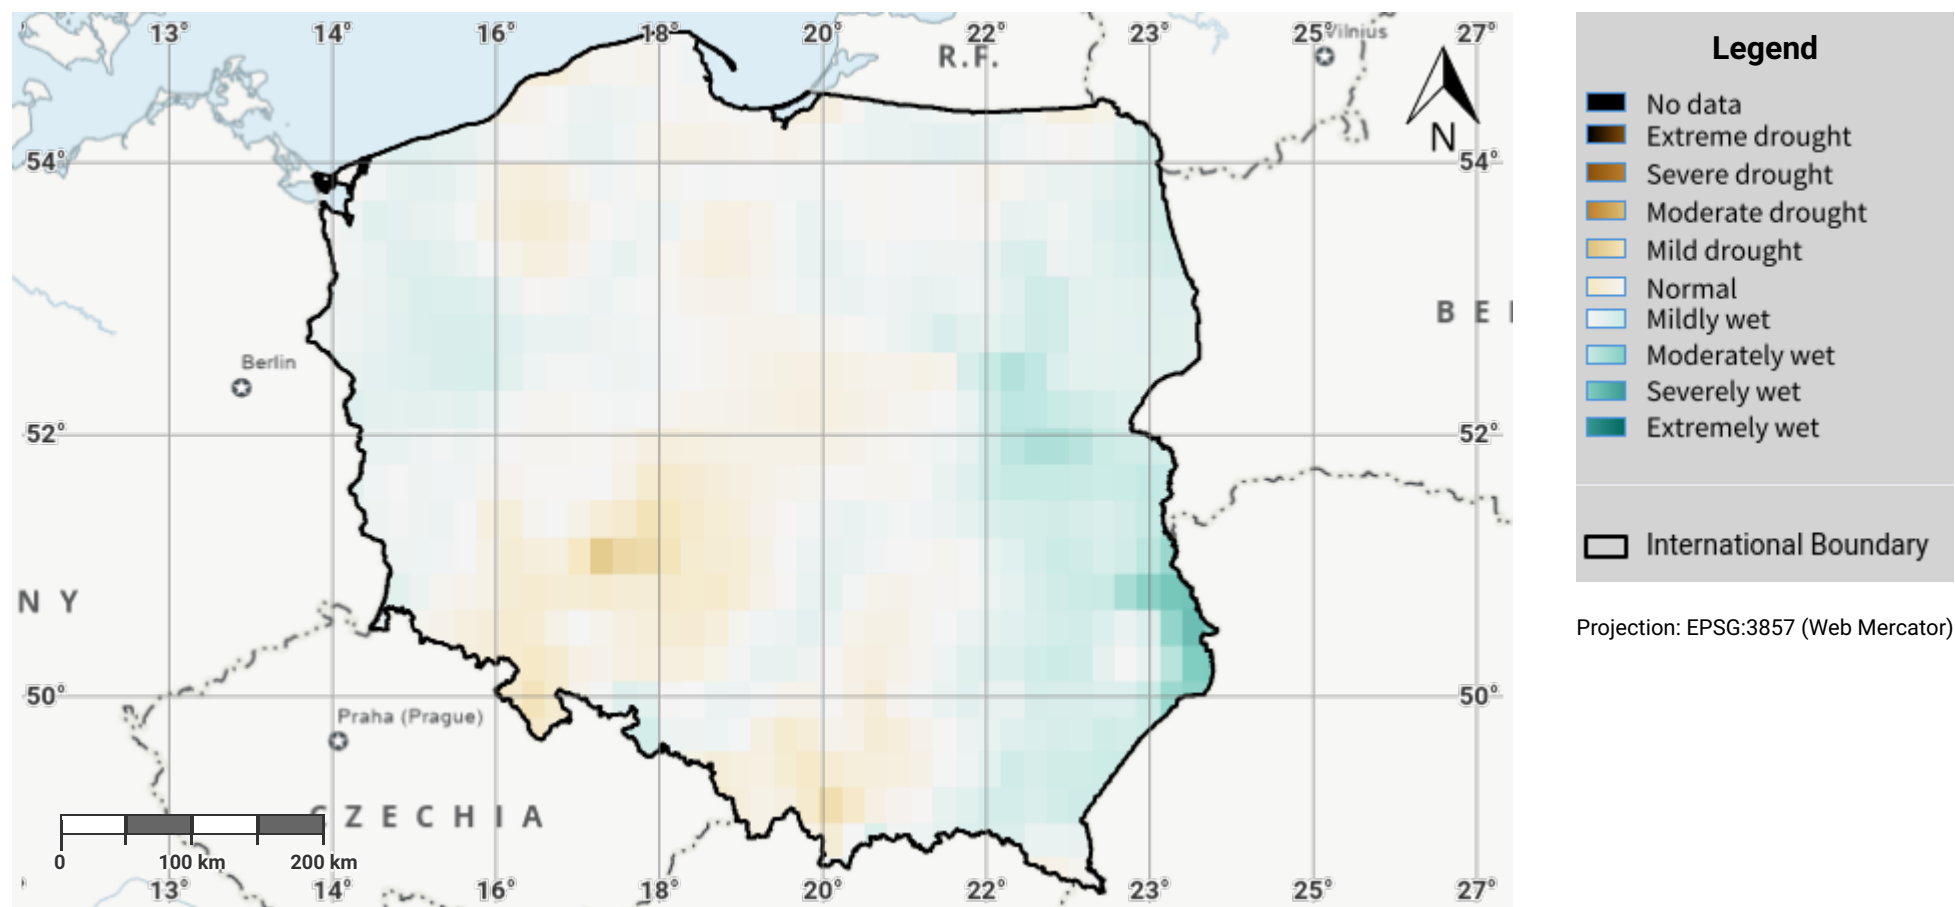 13° 14° 16° 18° 20° 22° 23° 25° 27°
Vilnius
R.F.
N
54° 54°
B E
Berlin
52° 52°
N Y
50° 50°
Praha (Prague)
C Z E C H I A
0 100 km 200 km
13° 14° 16° 18° 20° 22° 23° 25° 27°
Legend
No data
Extreme drought
Severe drought
Moderate drought
Mild drought
Normal
Mildly wet
Moderately wet
Severely wet
Extremely wet
International Boundary
Projection: EPSG:3857 (Web Mercator)